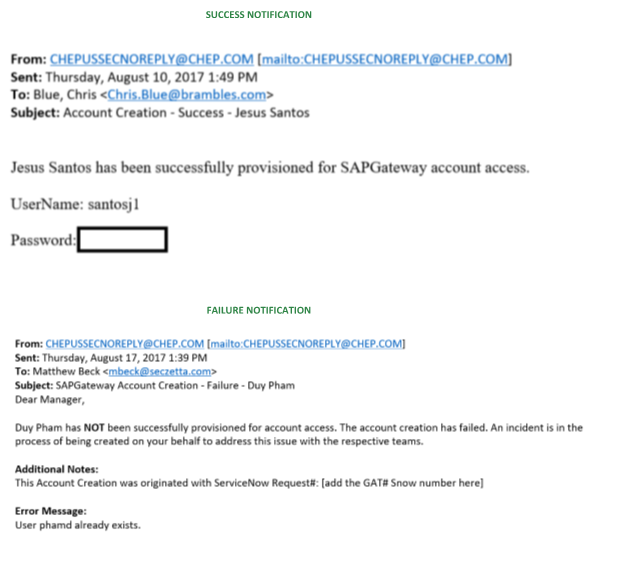 SUCCESS NOTIFICATION
From: CHEPUSSECNOREPLY@CHEP.COM [mailto:CHEPUSSECNOREPLY@CHEP.COM]
Sent: Thursday, August 10, 2017 1:49 PM
To: Blue, Chris <Chris.Blue@brambles.com>
Subject: Account Creation - Success - Jesus Santos
Jesus Santos has been successfully provisioned for SAPGateway account access.
UserName: santosj1
Password:
FAILURE NOTIFICATION
From: CHEPUSSECNOREPLY@CHEP.COM [mailto:CHEPUSSECNOREPLY@CHEP.COM]
Sent: Thursday, August 17, 2017 1:39 PM
To: Matthew Beck <mbeck@seczetta.com>
Subject: SAPGateway Account Creation - Failure - Duy Pham
Dear Manager,
Duy Pham has NOT been successfully provisioned for account access. The account creation has failed. An incident is in the
process of being created on your behalf to address this issue with the respective teams.
Additional Notes:
This Account Creation was originated with ServiceNow Request#: [add the GAT# Snow number here]
Error Message:
User phamd already exists.